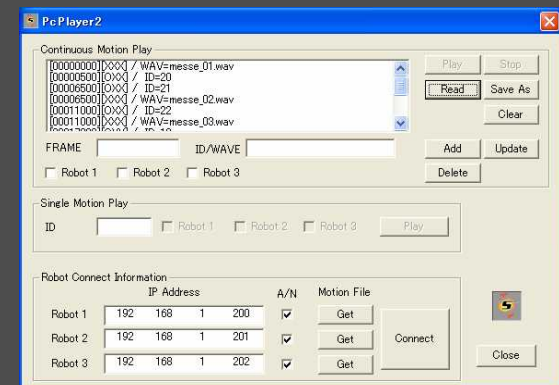 PcPlayer2
Continuous Motion Play
[00000000][XXX] / WAV=messe_01.wav
[00000500][OXX] / ID=20
[00006500][OXX] / ID=21
[00006500][XXX] / WAV=messe_02.wav
[00011000][OXX] / ID=22
[00011000][XXX] / WAV=messe_03.wav
Play Stop
Read Save As
Clear
FRAME ID/WAVE Add Update
Robot 1 Robot 2 Robot 3 Delete
Single Motion Play
ID Robot 1 Robot 2 Robot 3 Play
Robot Connect Information
IP Address A/N Motion File
Robot 1 192 168 1 200 Get
Robot 2 192 168 1 201 Get Connect
Robot 3 192 168 1 202 Get
Close